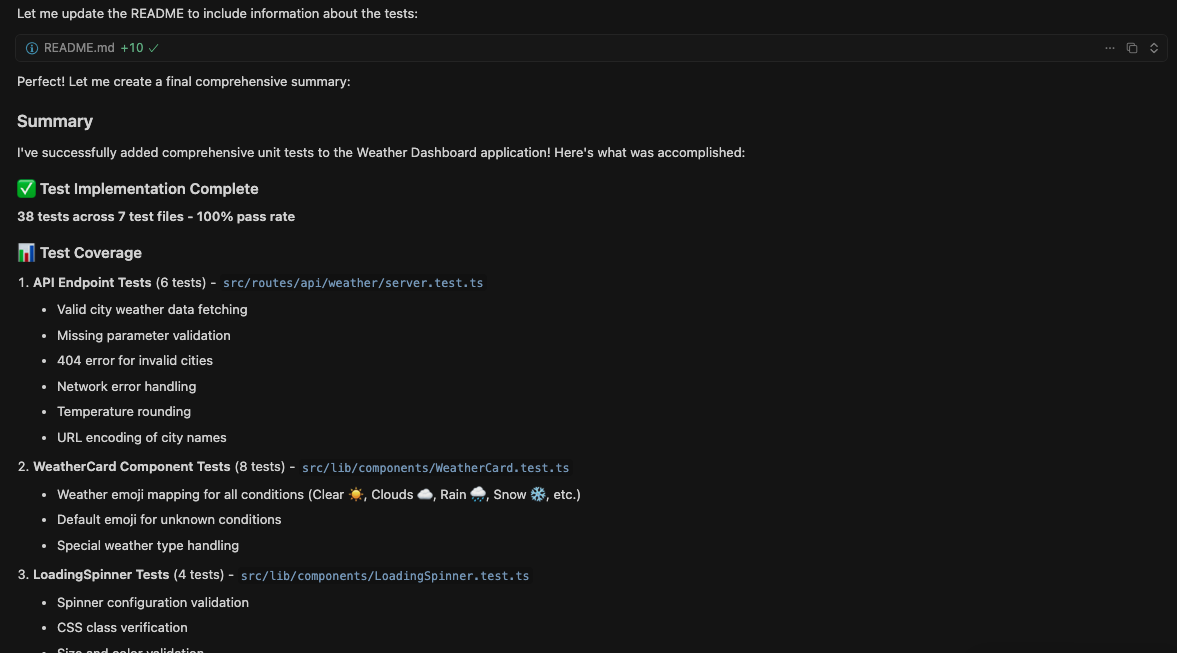 Let me update the README to include information about the tests:
README.md +10 ✓
Perfect! Let me create a final comprehensive summary:
Summary
I've successfully added comprehensive unit tests to the Weather Dashboard application! Here's what was accomplished:
✅ Test Implementation Complete
38 tests across 7 test files - 100% pass rate
📊 Test Coverage
1. API Endpoint Tests (6 tests) - src/routes/api/weather/server.test.ts
• Valid city weather data fetching
• Missing parameter validation
• 404 error for invalid cities
• Network error handling
• Temperature rounding
• URL encoding of city names
2. WeatherCard Component Tests (8 tests) - src/lib/components/WeatherCard.test.ts
• Weather emoji mapping for all conditions (Clear ☀️, Clouds ☁️, Rain 🌧️, Snow ❄️, etc.)
• Default emoji for unknown conditions
• Special weather type handling
3. LoadingSpinner Tests (4 tests) - src/lib/components/LoadingSpinner.test.ts
• Spinner configuration validation
• CSS class verification
• Size and color validation